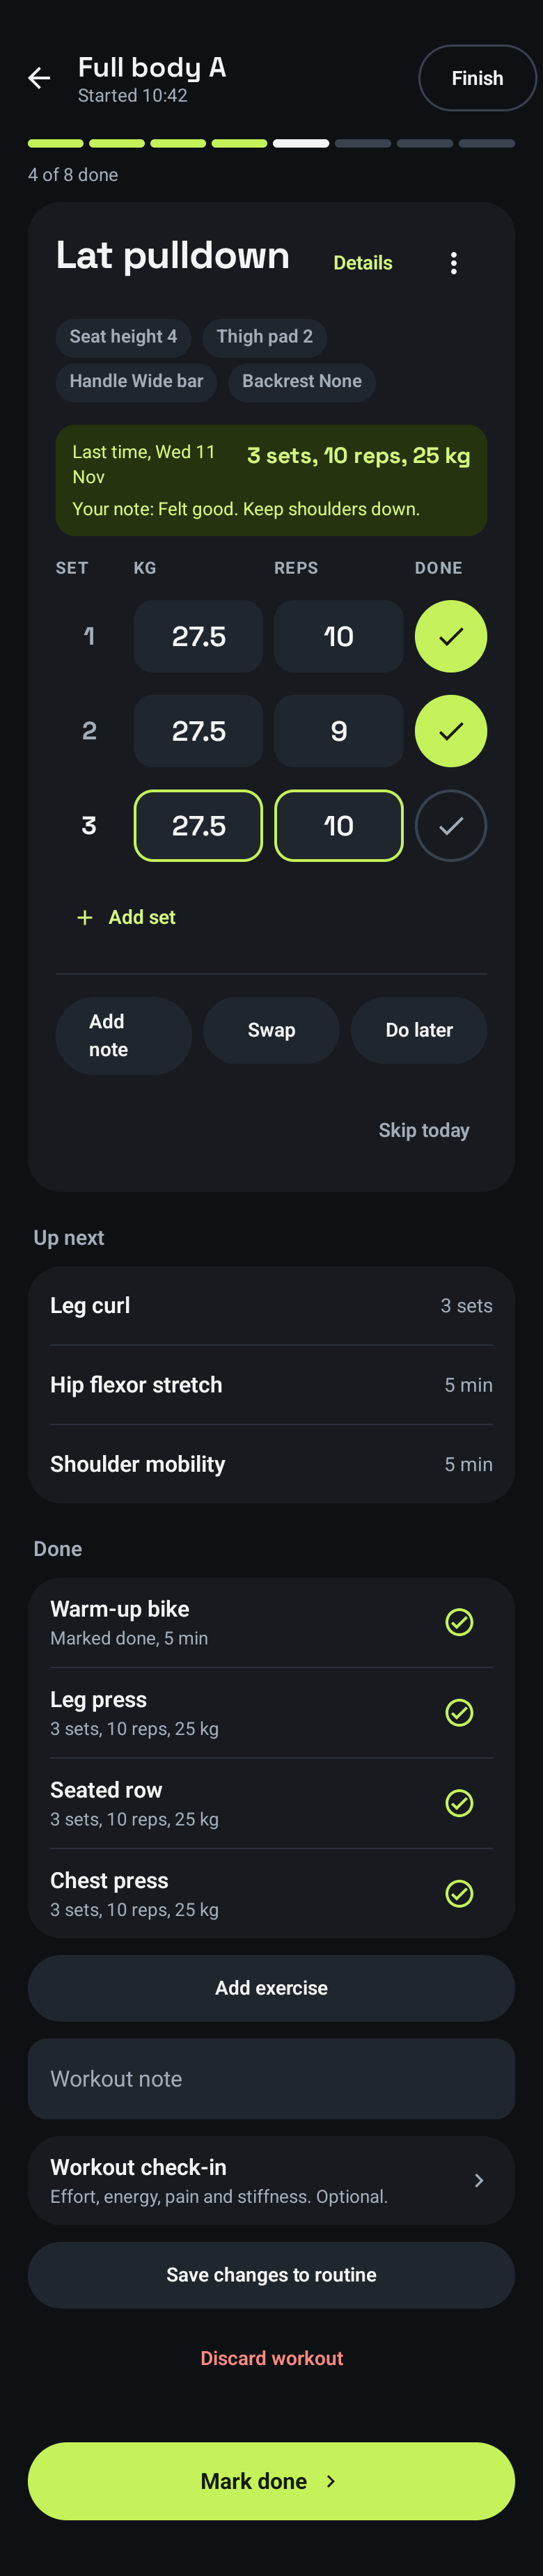 Full body A
Started 10:42
Finish
4 of 8 done
Lat pulldown
Details
Seat height 4
Thigh pad 2
Handle Wide bar
Backrest None
Last time, Wed 11
Nov
3 sets, 10 reps, 25 kg
Your note: Felt good. Keep shoulders down.
SET KG REPS DONE
1 27.5 10
2 27.5 9
3 27.5 10
+ Add set
Add
note
Swap
Do later
Skip today
Up next
Leg curl 3 sets
Hip flexor stretch 5 min
Shoulder mobility 5 min
Done
Warm-up bike
Marked done, 5 min
Leg press
3 sets, 10 reps, 25 kg
Seated row
3 sets, 10 reps, 25 kg
Chest press
3 sets, 10 reps, 25 kg
Add exercise
Workout note
Workout check-in
Effort, energy, pain and stiffness. Optional.
Save changes to routine
Discard workout
Mark done